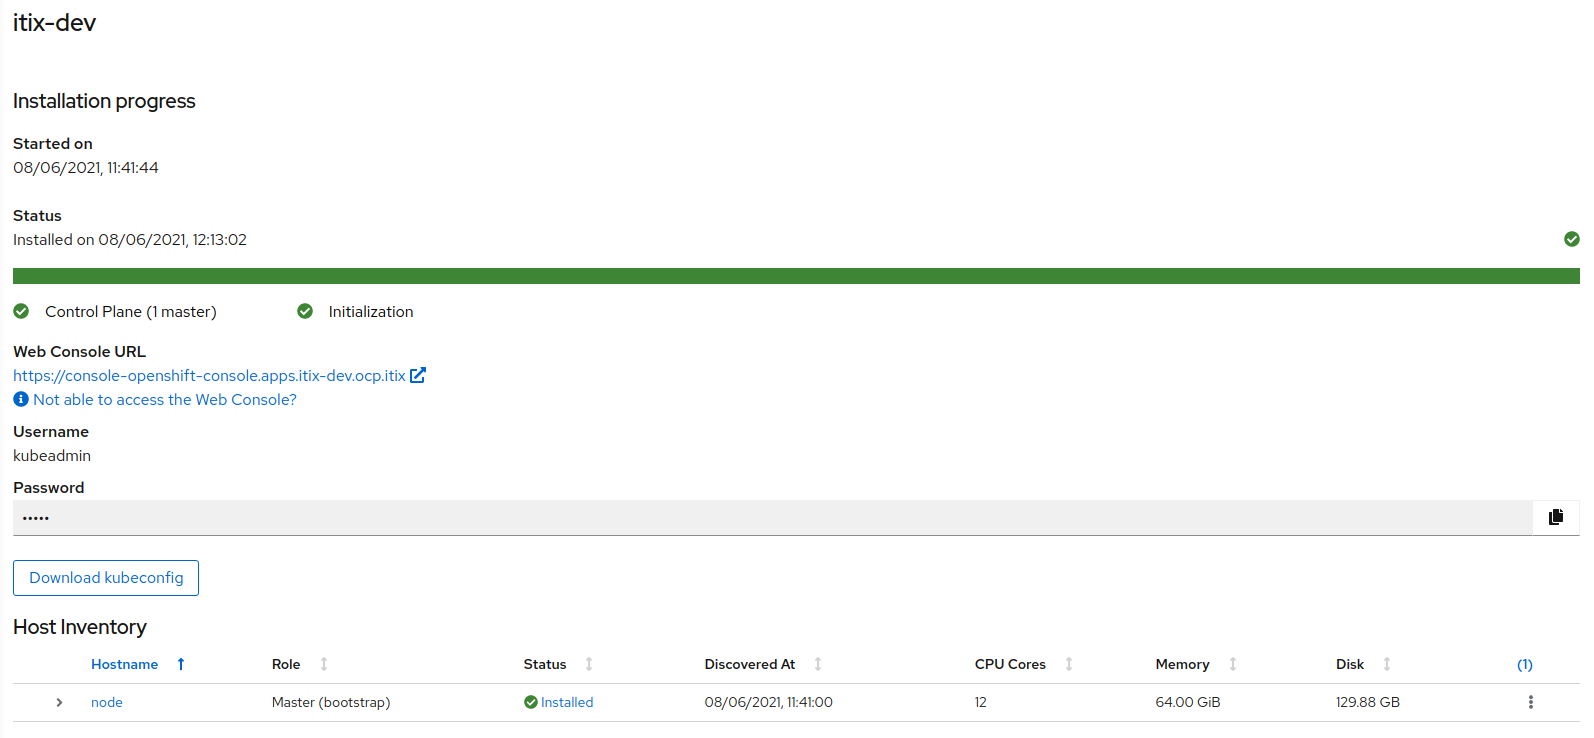 itix-dev
Installation progress
Started on
08/06/2021, 11:41:44
Status
Installed on 08/06/2021, 12:13:02
Control Plane (1 master) Initialization
Web Console URL
https://console-openshift-console.apps.itix-dev.ocp.itix
Not able to access the Web Console?
Username
kubeadmin
Password
•••••
Download kubeconfig
Host Inventory
Hostname Role Status Discovered At CPU Cores Memory Disk (1)
node Master (bootstrap) Installed 08/06/2021, 11:41:00 12 64.00 GiB 129.88 GB